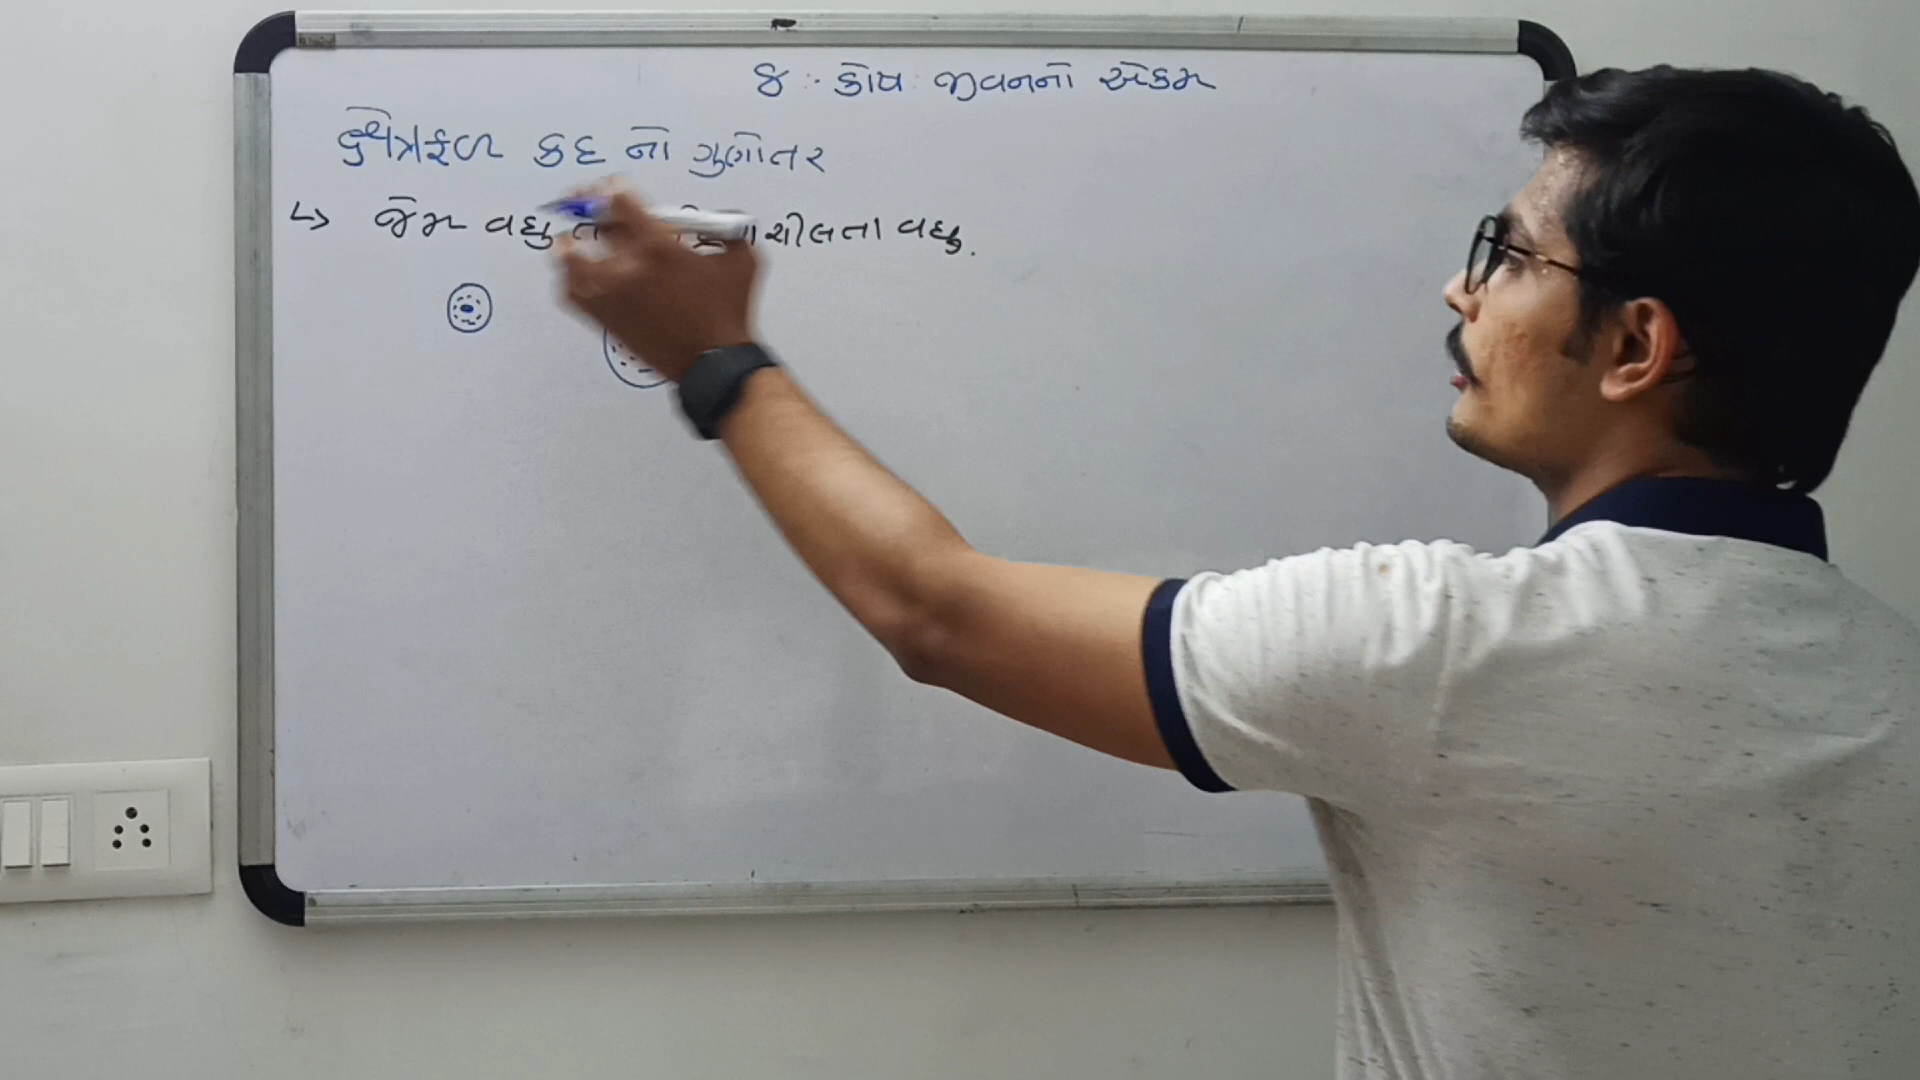 ૪ :- કોષ : જીવનનો એકમ
ક્ષેત્રફળ કદ નો ગુણોતર
↳ જેમ વધુ શીલતા વધુ.